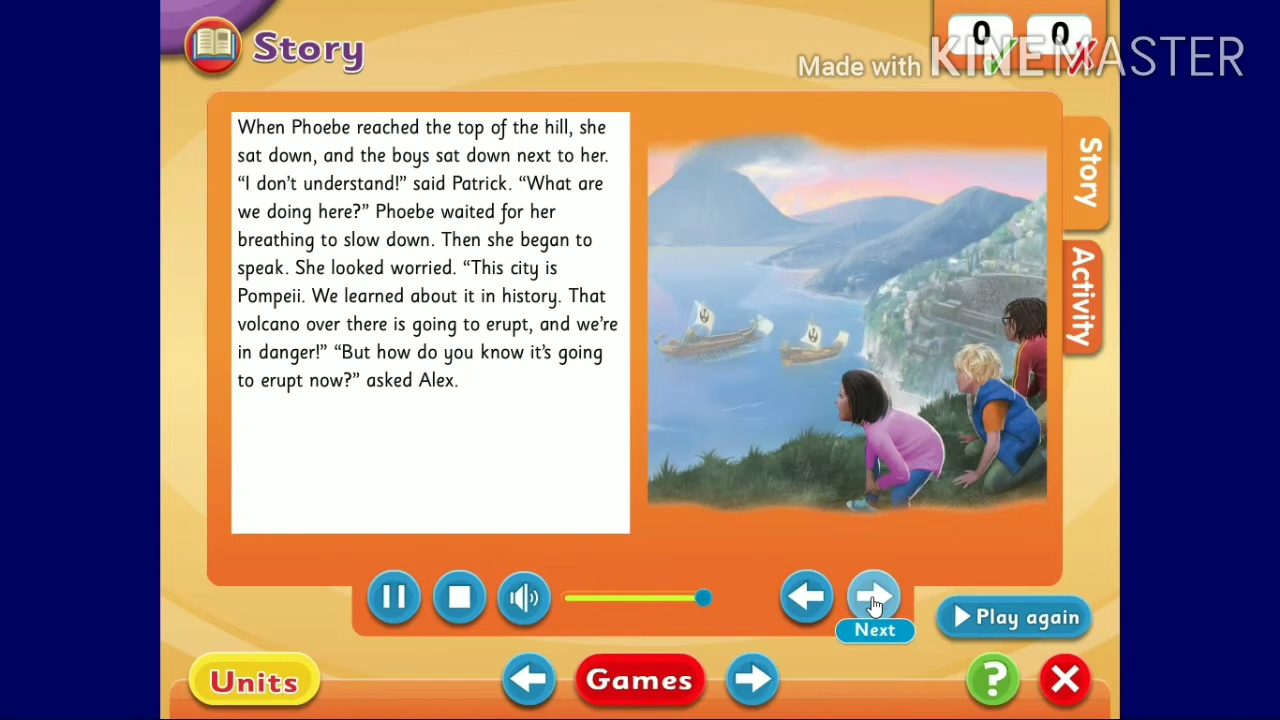 Story
0 0
Made with KINEMASTER
When Phoebe reached the top of the hill, she
sat down, and the boys sat down next to her.
“I don’t understand!” said Patrick. “What are
we doing here?” Phoebe waited for her
breathing to slow down. Then she began to
speak. She looked worried. “This city is
Pompeii. We learned about it in history. That
volcano over there is going to erupt, and we’re
in danger!” “But how do you know it’s going
to erupt now?” asked Alex.
Story
Activity
Next
Play again
Units
Games
?